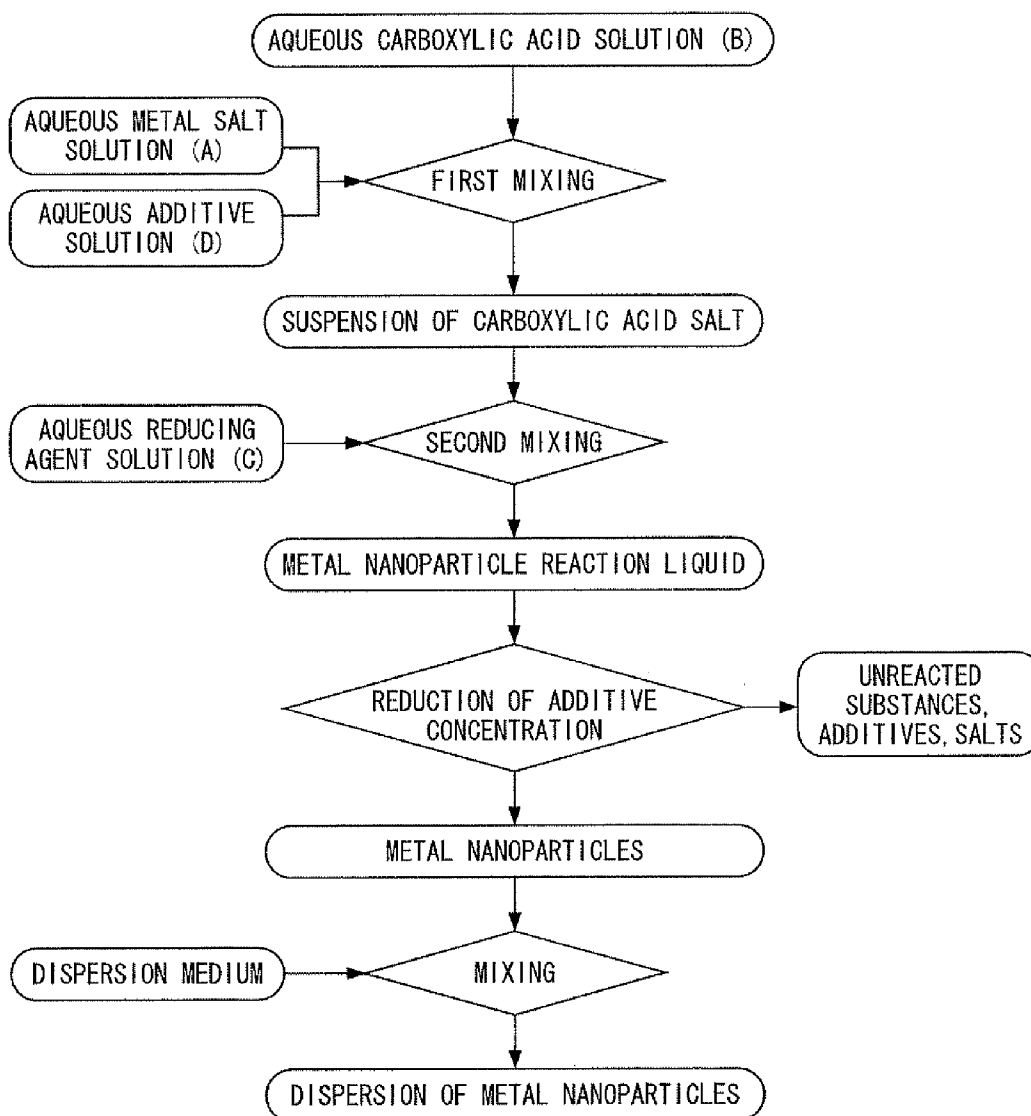 AQUEOUS CARBOXYLIC ACID SOLUTION (B)
AQUEOUS METAL SALT
SOLUTION (A)
FIRST MIXING
AQUEOUS ADDITIVE
SOLUTION (D)
SUSPENSION OF CARBOXYLIC ACID SALT
AQUEOUS REDUCING
AGENT SOLUTION (C)
SECOND MIXING
METAL NANOPARTICLE REACTION LIQUID
REDUCTION OF ADDITIVE
CONCENTRATION
UNREACTED
SUBSTANCES,
ADDITIVES, SALTS
METAL NANOPARTICLES
DISPERSION MEDIUM
MIXING
DISPERSION OF METAL NANOPARTICLES